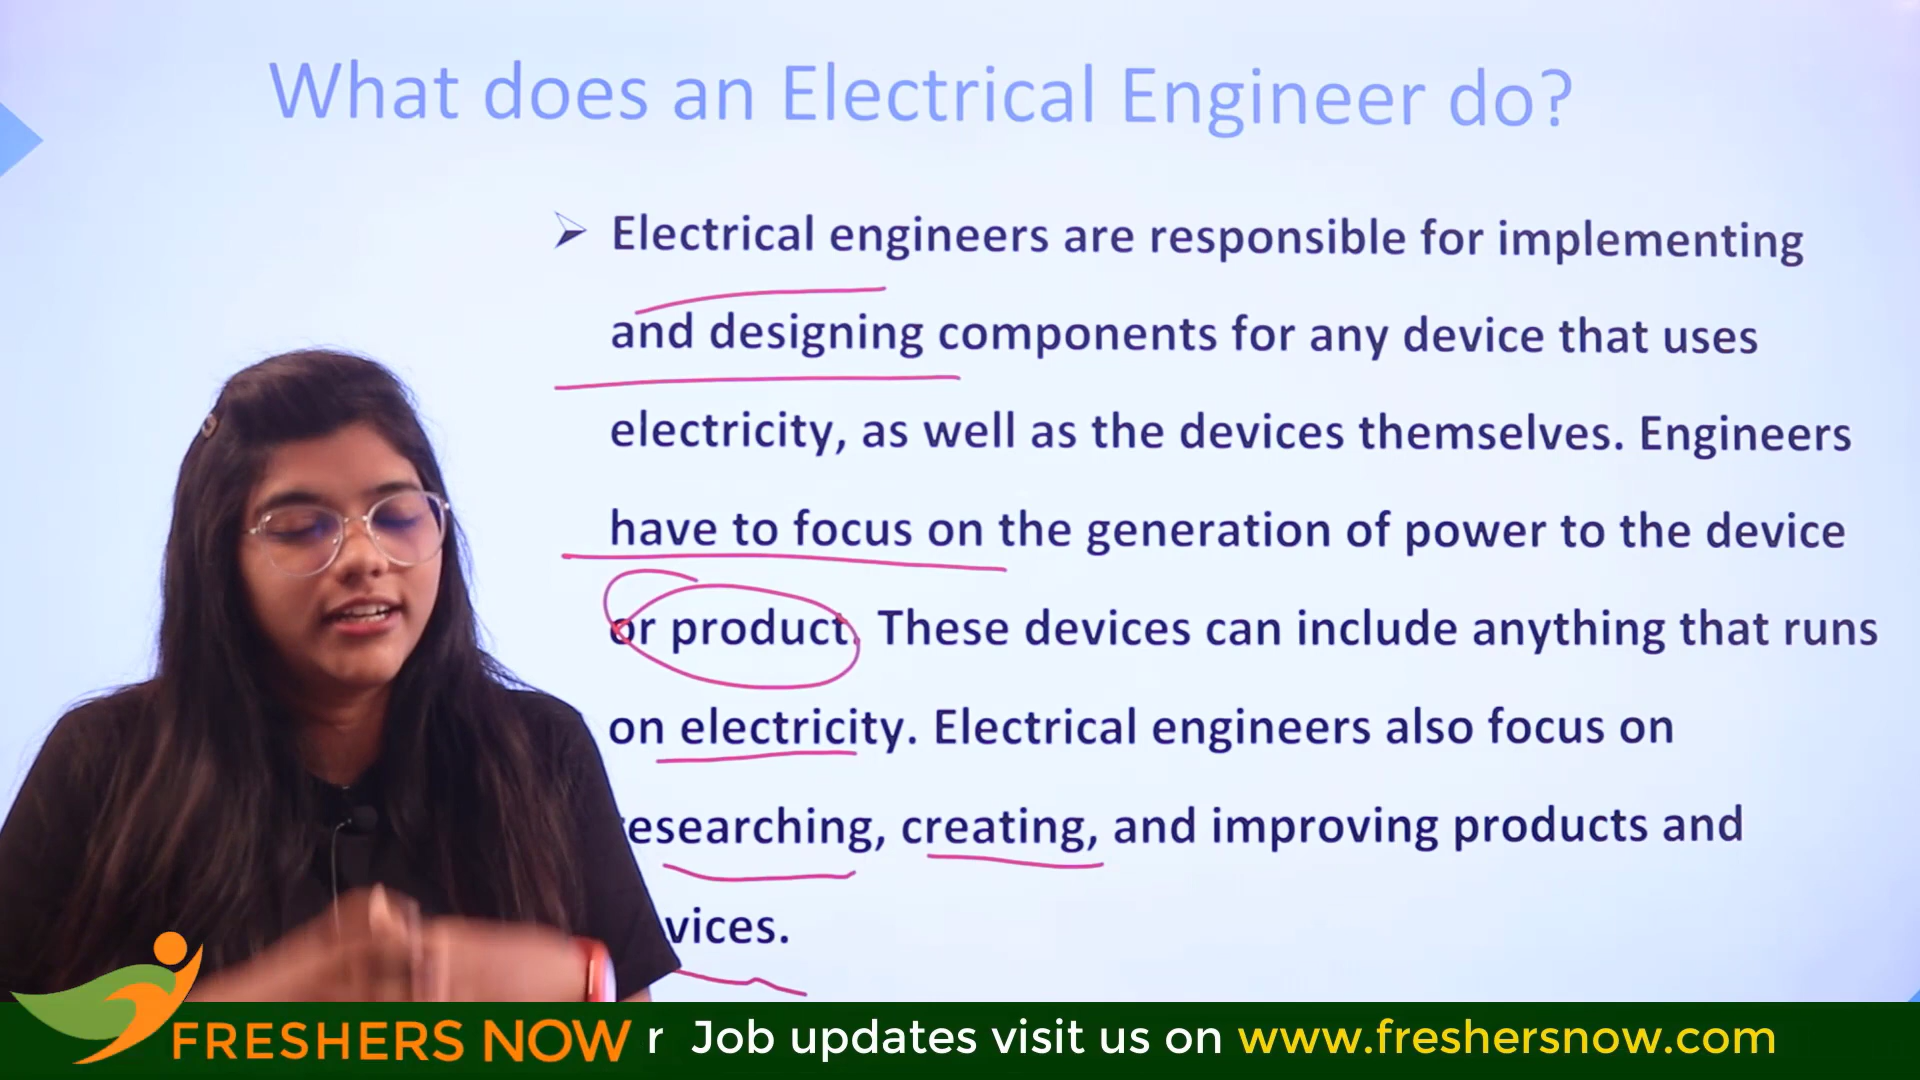 What does an Electrical Engineer do?
Electrical engineers are responsible for implementing
and designing components for any device that uses
electricity, as well as the devices themselves. Engineers
have to focus on the generation of power to the device
or product. These devices can include anything that runs
on electricity. Electrical engineers also focus on
esearching, creating, and improving products and
vices.
FRESHERS NOW r Job updates visit us on www.freshersnow.com